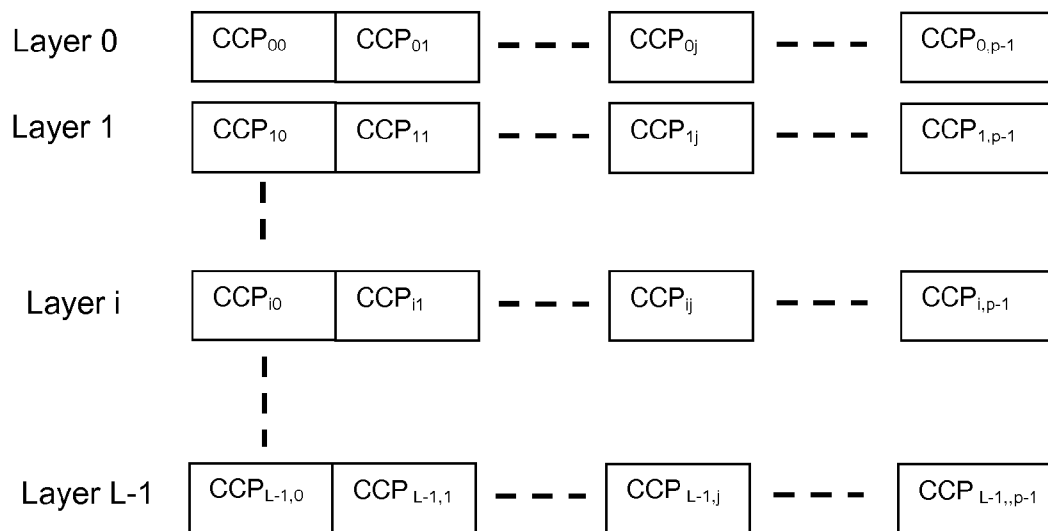 Layer 0 CCP00 CCP01 CCP0j CCP0,p-1
Layer 1 CCP10 CCP11 CCP1j CCP1,p-1
Layer i CCPi0 CCPi1 CCPij CCPi,p-1
Layer L-1 CCPL-1,0 CCPL-1,1 CCPL-1,j CCPL-1,,p-1